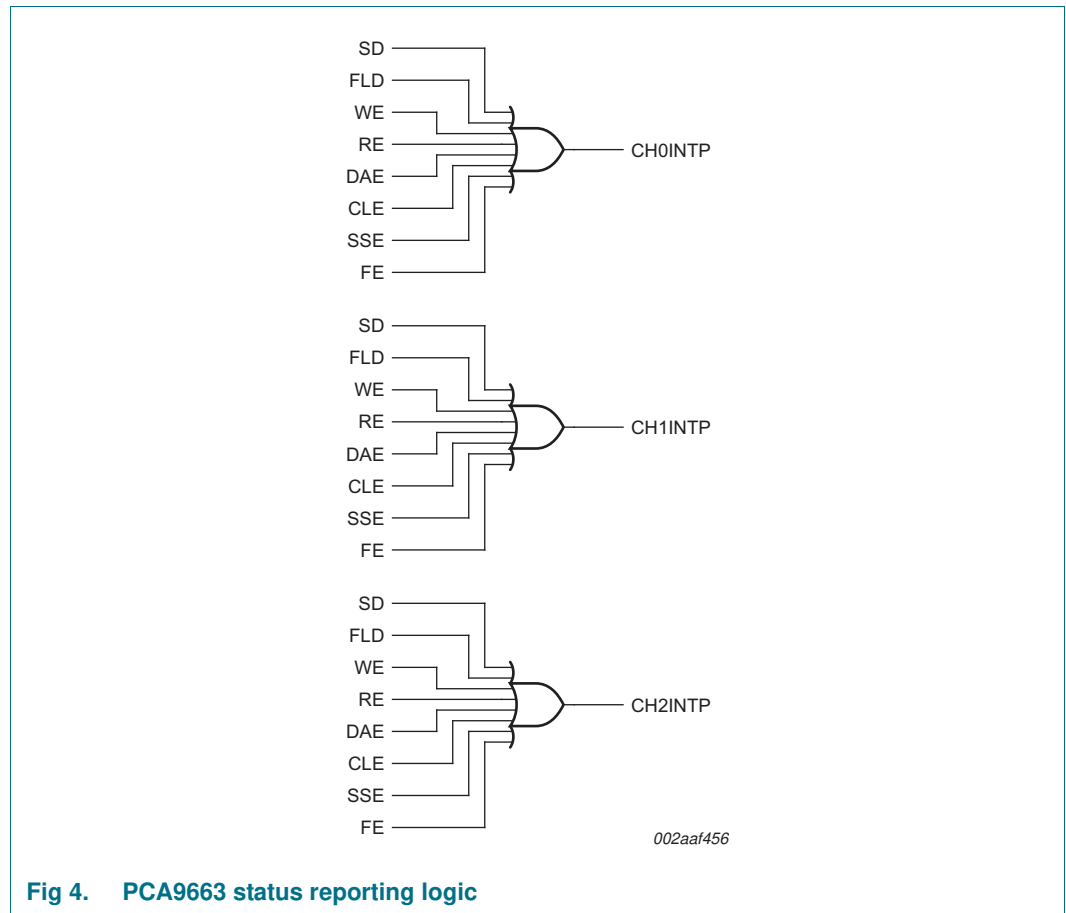 SD
FLD
WE
RE
DAE
CLE
SSE
FE
CH0INTP
SD
FLD
WE
RE
DAE
CLE
SSE
FE
CH1INTP
SD
FLD
WE
RE
DAE
CLE
SSE
FE
CH2INTP
002aaf456
Fig 4. PCA9663 status reporting logic